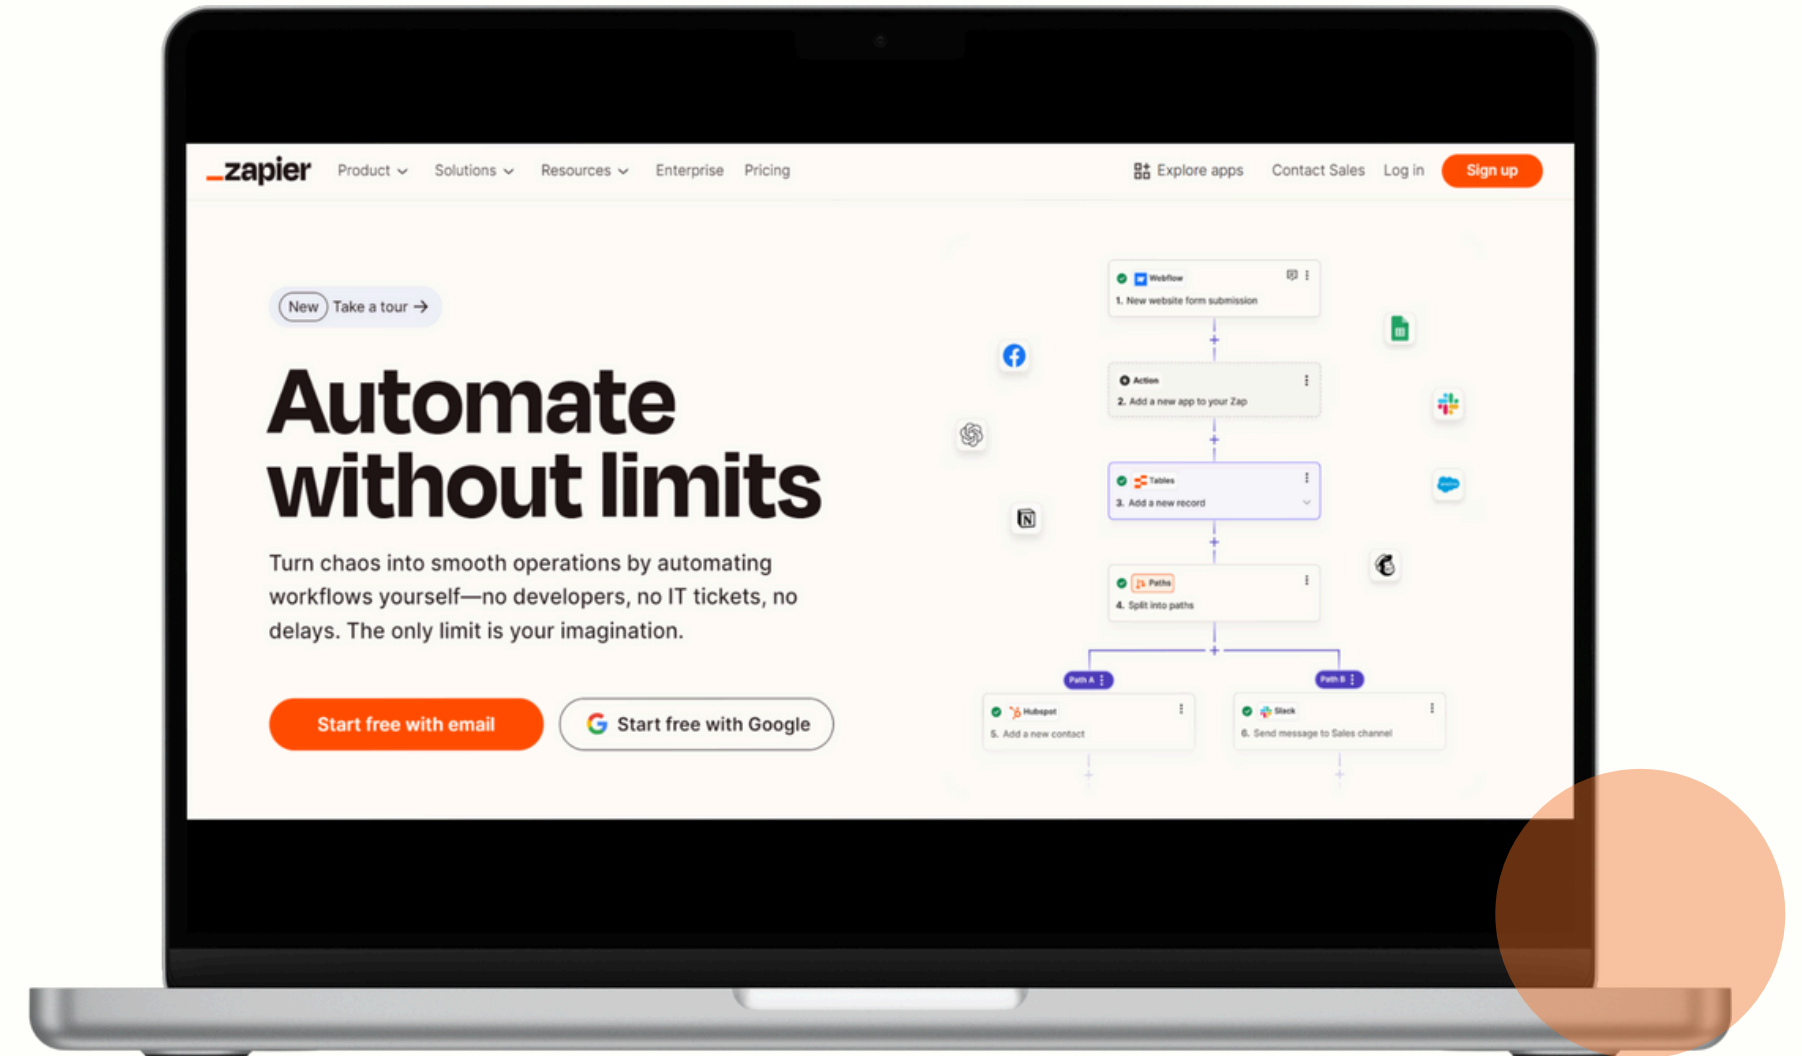 zapier
Product
Solutions
Resources
Enterprise
Pricing
Explore apps
Contact Sales
Log in
Sign up
New
Take a tour →
Automate
without limits
Turn chaos into smooth operations by automating
workflows yourself—no developers, no IT tickets, no
delays. The only limit is your imagination.
Start free with email
Start free with Google
Webflow
1. New website form submission
Action
2. Add a new app to your Zap
Tables
3. Add a new record
Paths
4. Split into paths
Path A
Path B
Hubspot
5. Add a new contact
Slack
6. Send message to Sales channel